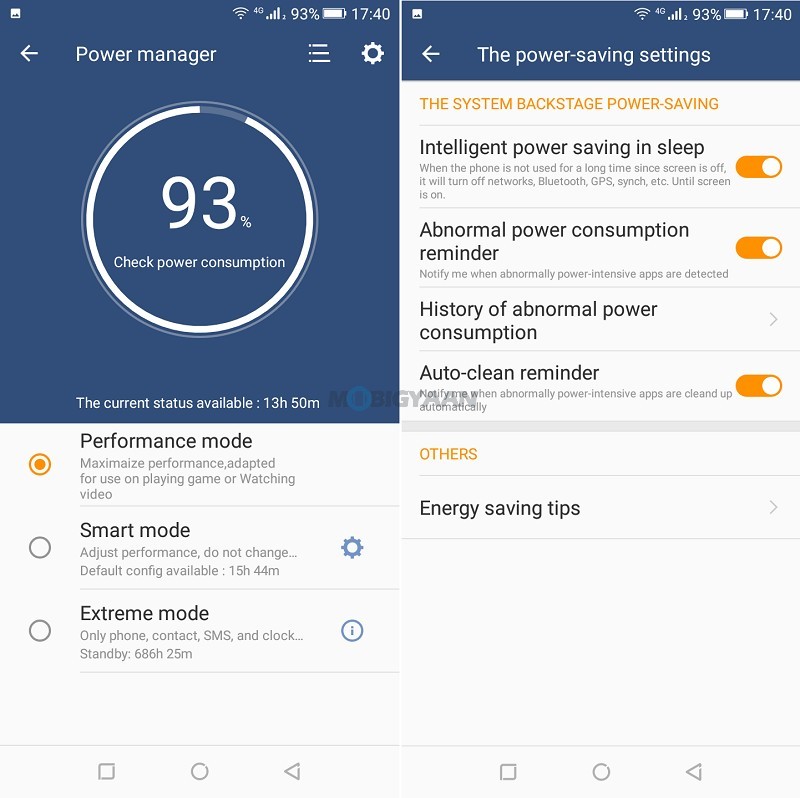 4G 2 93% 17:40
Power manager
93%
Check power consumption
The current status available : 13h 50m
Performance mode
Maximaize performance,adapted
for use on playing game or Watching
video
Smart mode
Adjust performance, do not change...
Default config available : 15h 44m
Extreme mode
Only phone, contact, SMS, and clock...
Standby: 686h 25m
4G 2 93% 17:40
The power-saving settings
THE SYSTEM BACKSTAGE POWER-SAVING
Intelligent power saving in sleep
When the phone is not used for a long time since screen is off,
it will turn off networks, Bluetooth, GPS, synch, etc. Until screen
is on.
Abnormal power consumption
reminder
Notify me when abnormally power-intensive apps are detected
History of abnormal power
consumption
Auto-clean reminder
Notify me when abnormally power-intensive apps are cleand up
automatically
OTHERS
Energy saving tips
MOBIGYAAN